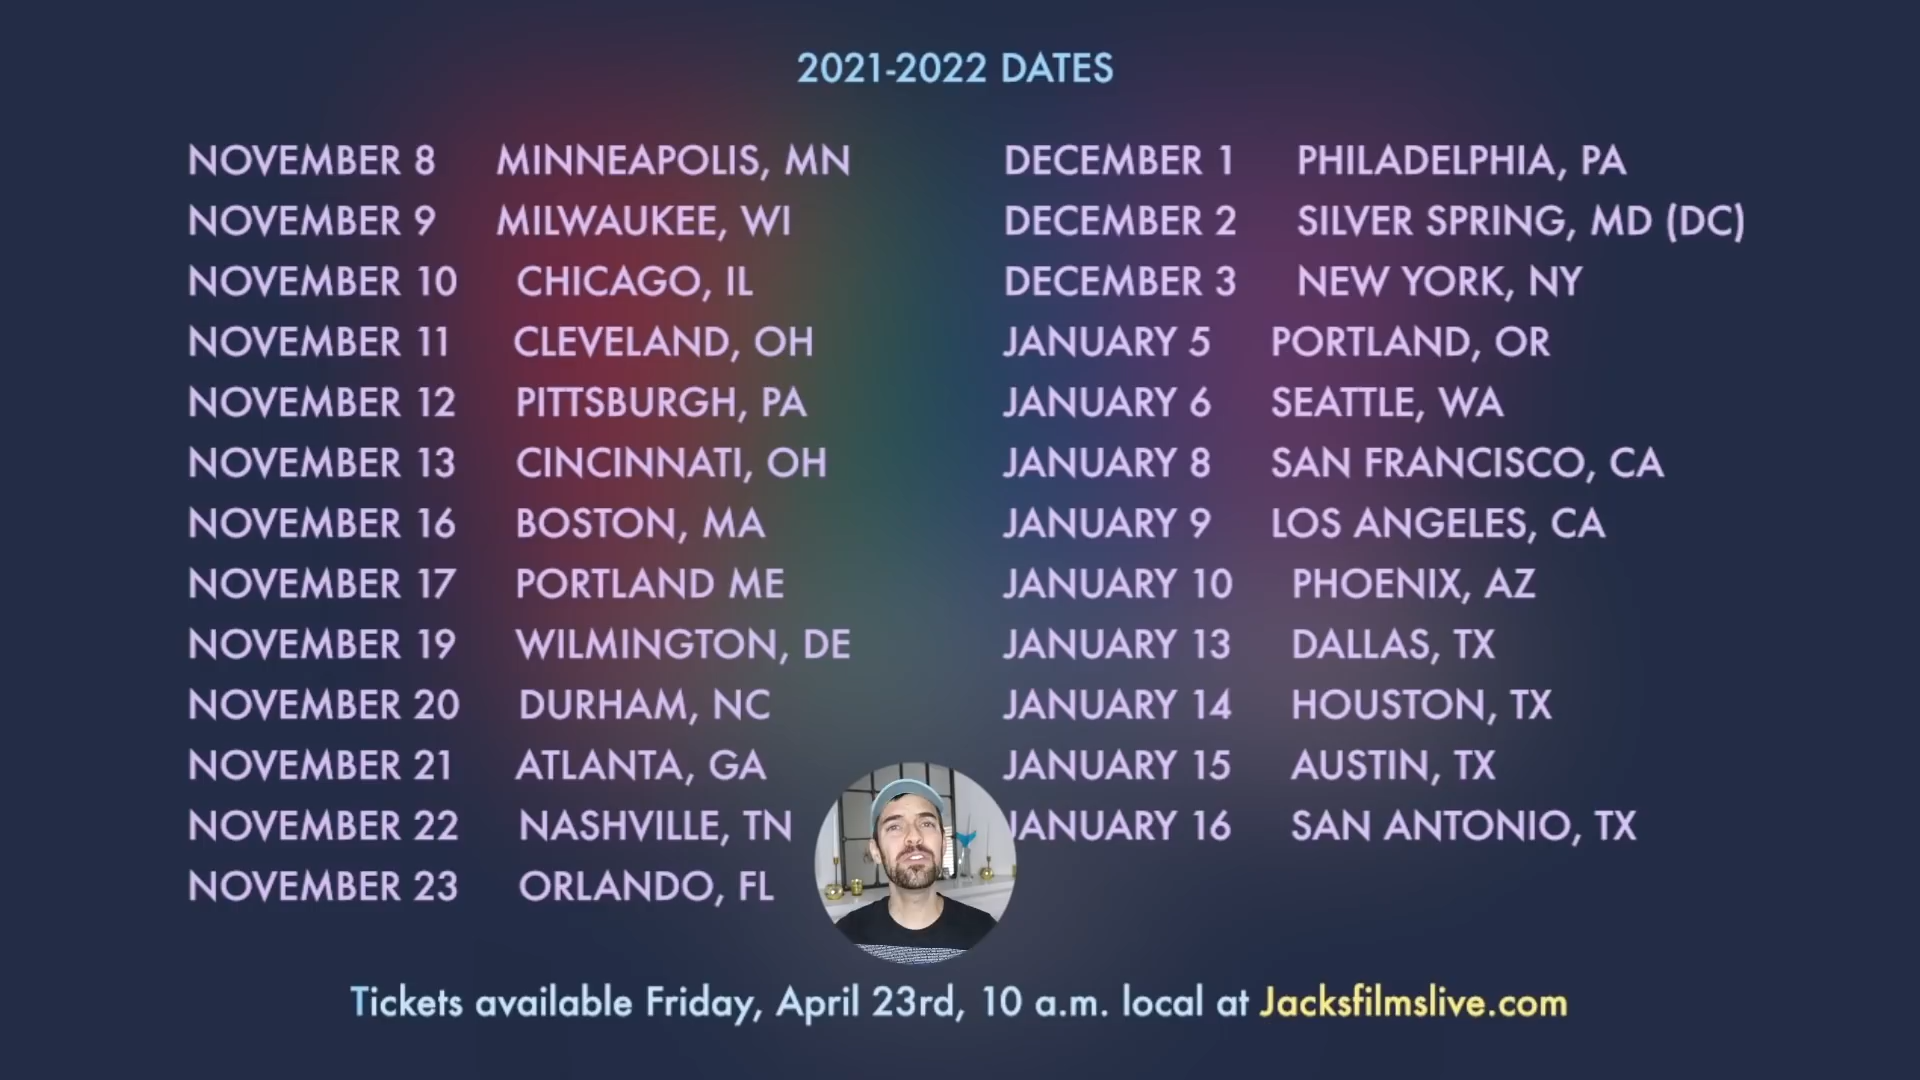 2021-2022 DATES
NOVEMBER 8 MINNEAPOLIS, MN
NOVEMBER 9 MILWAUKEE, WI
NOVEMBER 10 CHICAGO, IL
NOVEMBER 11 CLEVELAND, OH
NOVEMBER 12 PITTSBURGH, PA
NOVEMBER 13 CINCINNATI, OH
NOVEMBER 16 BOSTON, MA
NOVEMBER 17 PORTLAND ME
NOVEMBER 19 WILMINGTON, DE
NOVEMBER 20 DURHAM, NC
NOVEMBER 21 ATLANTA, GA
NOVEMBER 22 NASHVILLE, TN
NOVEMBER 23 ORLANDO, FL
DECEMBER 1 PHILADELPHIA, PA
DECEMBER 2 SILVER SPRING, MD (DC)
DECEMBER 3 NEW YORK, NY
JANUARY 5 PORTLAND, OR
JANUARY 6 SEATTLE, WA
JANUARY 8 SAN FRANCISCO, CA
JANUARY 9 LOS ANGELES, CA
JANUARY 10 PHOENIX, AZ
JANUARY 13 DALLAS, TX
JANUARY 14 HOUSTON, TX
JANUARY 15 AUSTIN, TX
JANUARY 16 SAN ANTONIO, TX
Tickets available Friday, April 23rd, 10 a.m. local at Jacksfilmslive.com